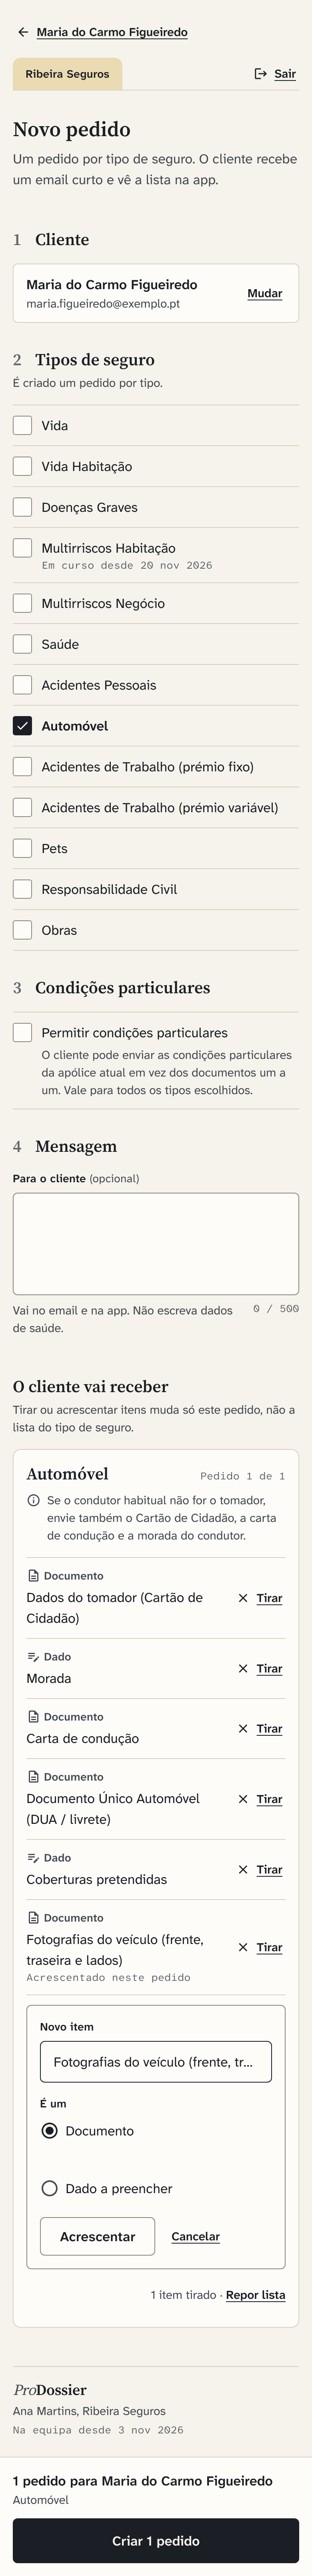 Maria do Carmo Figueiredo
Ribeira Seguros
Sair
Novo pedido
Um pedido por tipo de seguro. O cliente recebe
um email curto e vê a lista na app.
1 Cliente
Maria do Carmo Figueiredo
maria.figueiredo@exemplo.pt
Mudar
2 Tipos de seguro
É criado um pedido por tipo.
Vida
Vida Habitação
Doenças Graves
Multirriscos Habitação
Em curso desde 20 nov 2026
Multirriscos Negócio
Saúde
Acidentes Pessoais
Automóvel
Acidentes de Trabalho (prémio fixo)
Acidentes de Trabalho (prémio variável)
Pets
Responsabilidade Civil
Obras
3 Condições particulares
Permitir condições particulares
O cliente pode enviar as condições particulares
da apólice atual em vez dos documentos um a
um. Vale para todos os tipos escolhidos.
4 Mensagem
Para o cliente (opcional)
Vai no email e na app. Não escreva dados
de saúde.
0 / 500
O cliente vai receber
Tirar ou acrescentar itens muda só este pedido, não a
lista do tipo de seguro.
Automóvel
Pedido 1 de 1
Se o condutor habitual não for o tomador,
envie também o Cartão de Cidadão, a carta
de condução e a morada do condutor.
Documento
Dados do tomador (Cartão de
Cidadão)
Tirar
Dado
Morada
Tirar
Documento
Carta de condução
Tirar
Documento
Documento Único Automóvel
(DUA / livrete)
Tirar
Dado
Coberturas pretendidas
Tirar
Documento
Fotografias do veículo (frente,
traseira e lados)
Acrescentado neste pedido
Tirar
Novo item
Fotografias do veículo (frente, tr...
É um
Documento
Dado a preencher
Acrescentar
Cancelar
1 item tirado · Repor lista
ProDossier
Ana Martins, Ribeira Seguros
Na equipa desde 3 nov 2026
1 pedido para Maria do Carmo Figueiredo
Automóvel
Criar 1 pedido